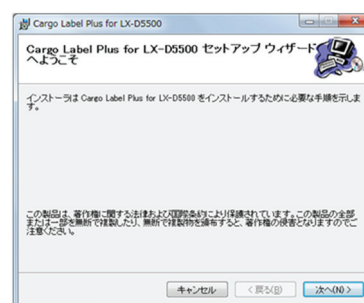 Cargo Label Plus for LX-D5500
Cargo Label Plus for LX-D5500 セットアップ ウィザード
へようこそ
インストーラは Cargo Label Plus for LX-D5500 をインストールするために必要な手順を示しま
す。
この製品は、著作権に関する法律および国際条約により保護されています。この製品の全部
または一部を無断で複製したり、無断で複製物を頒布すると、著作権の侵害となりますのでご
注意ください。
キャンセル
< 戻る(B)
次へ(N) >